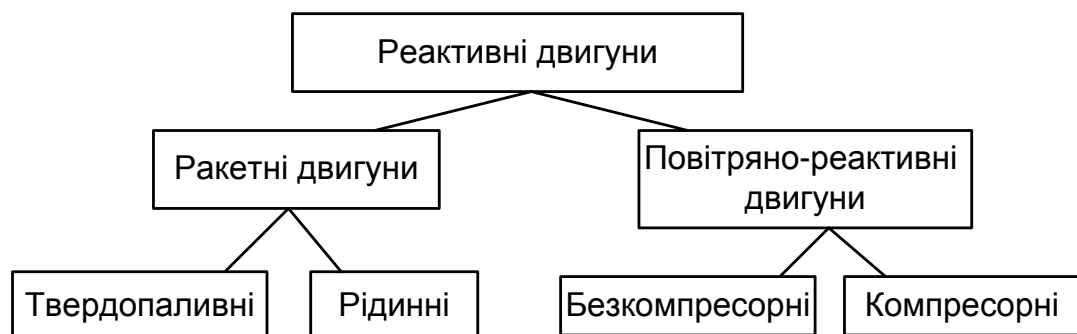 Реактивні двигуни
Ракетні двигуни
Повітряно-реактивні
двигуни
Твердопаливні
Рідинні
Безкомпресорні
Компресорні